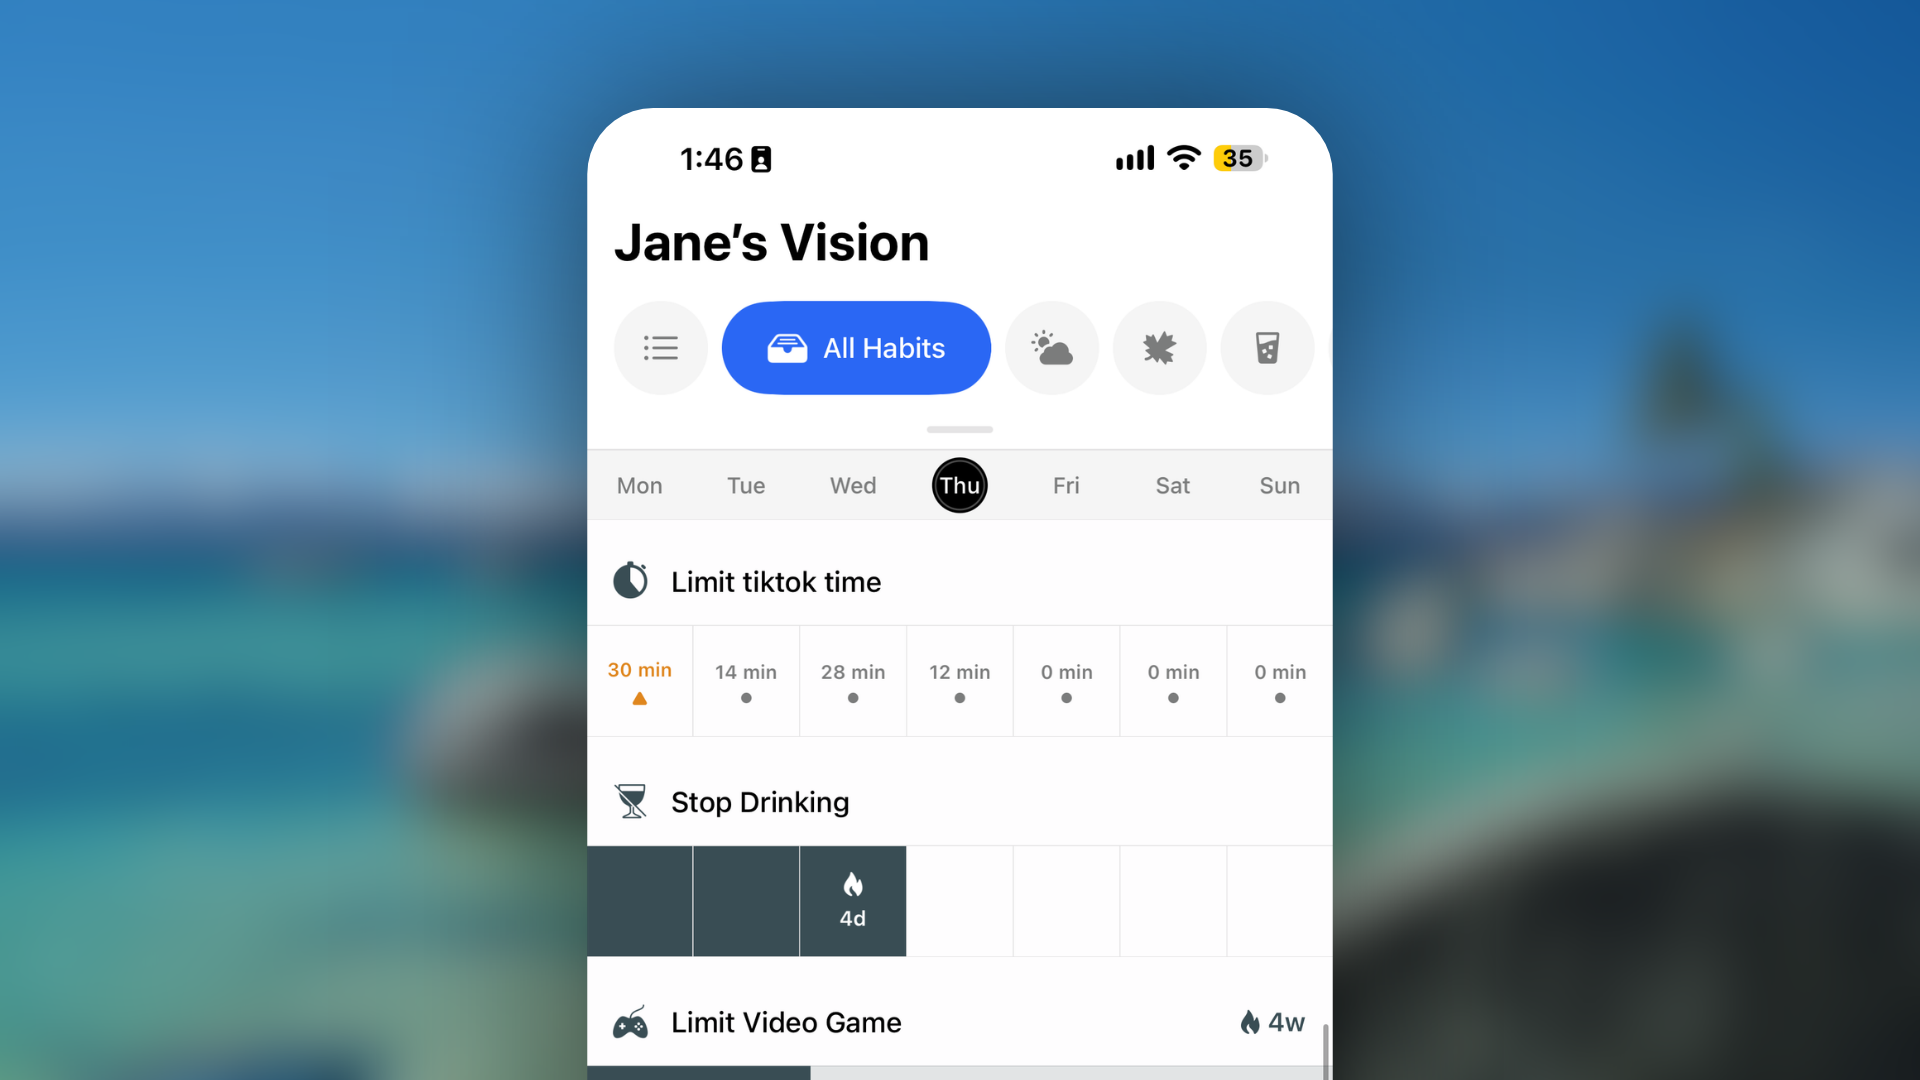 1:46
35
Jane's Vision
All Habits
Mon Tue Wed Thu Fri Sat Sun
Limit tiktok time
30 min 14 min 28 min 12 min 0 min 0 min 0 min
Stop Drinking
4d
Limit Video Game 4w